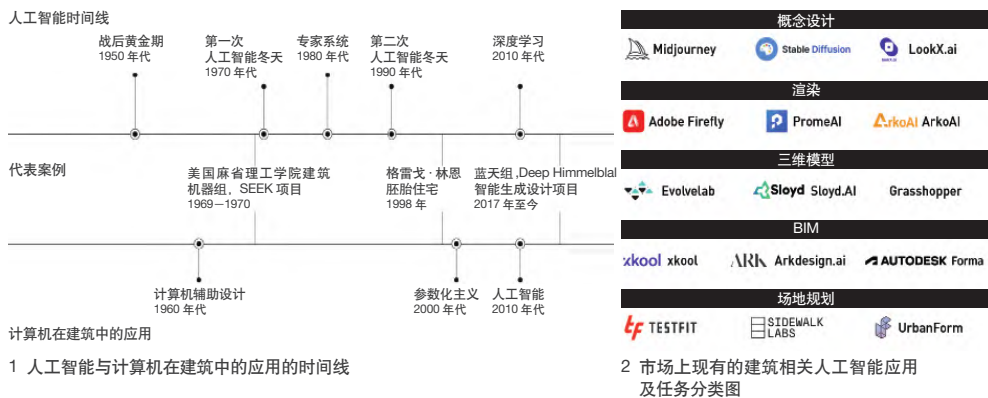 人工智能时间线
战后黄金期
1950 年代
第一次
人工智能冬天
1970 年代
专家系统
1980 年代
第二次
人工智能冬天
1990 年代
深度学习
2010 年代
代表案例
美国麻省理工学院建筑
机器组，SEEK 项目
1969－1970
格雷戈·林恩
胚胎住宅
1998 年
蓝天组,Deep Himmelblal
智能生成设计项目
2017 年至今
计算机辅助设计
1960 年代
参数化主义
2000 年代
人工智能
2010 年代
计算机在建筑中的应用
1 人工智能与计算机在建筑中的应用的时间线
概念设计
Midjourney
Stable Diffusion
LookX.ai
渲染
Adobe Firefly
PromeAI
ArkoAI ArkoAI
三维模型
Evolvelab
Sloyd Sloyd.AI
Grasshopper
BIM
xkool xkool
ARK Arkdesign.ai
AUTODESK Forma
场地规划
tf TESTFIT
SIDEWALK
LABS
UrbanForm
2 市场上现有的建筑相关人工智能应用
及任务分类图